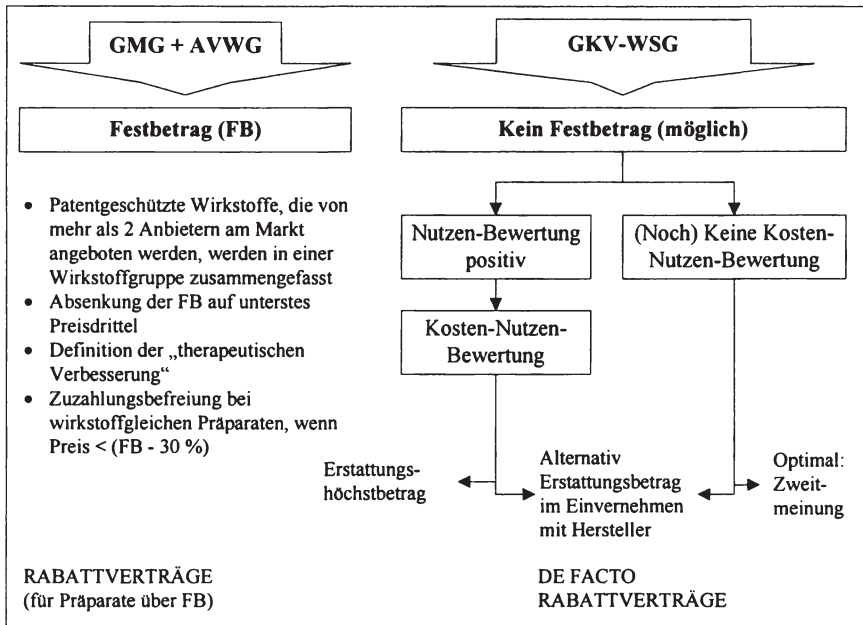 GMG + AVWG
Festbetrag (FB)
• Patentgeschützte Wirkstoffe, die von
mehr als 2 Anbietern am Markt
angeboten werden, werden in einer
Wirkstoffgruppe zusammengefasst
• Absenkung der FB auf unterstes
Preisdrittel
• Definition der „therapeutischen
Verbesserung“
• Zuzahlungsbefreiung bei
wirkstoffgleichen Präparaten, wenn
Preis < (FB - 30 %)
RABATTVERTRÄGE
(für Präparate über FB)
GKV-WSG
Kein Festbetrag (möglich)
Nutzen-Bewertung
positiv
Kosten-Nutzen-
Bewertung
(Noch) Keine Kosten-
Nutzen-Bewertung
Erstattungs-
höchstbetrag
Alternativ
Erstattungsbetrag
im Einvernehmen
mit Hersteller
Optimal:
Zweit-
meinung
DE FACTO
RABATTVERTRÄGE